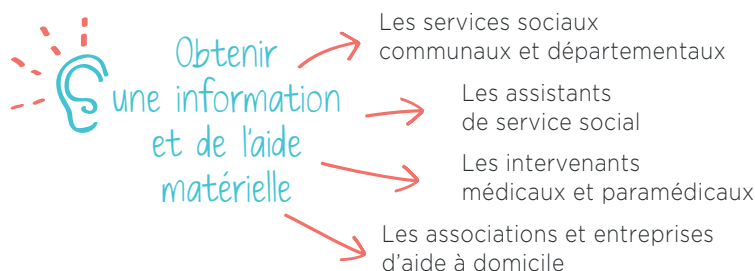 Obtenir
une information
et de l'aide
matérielle
Les services sociaux
communaux et départementaux
Les assistants
de service social
Les intervenants
médicaux et paramédicaux
Les associations et entreprises
d'aide à domicile